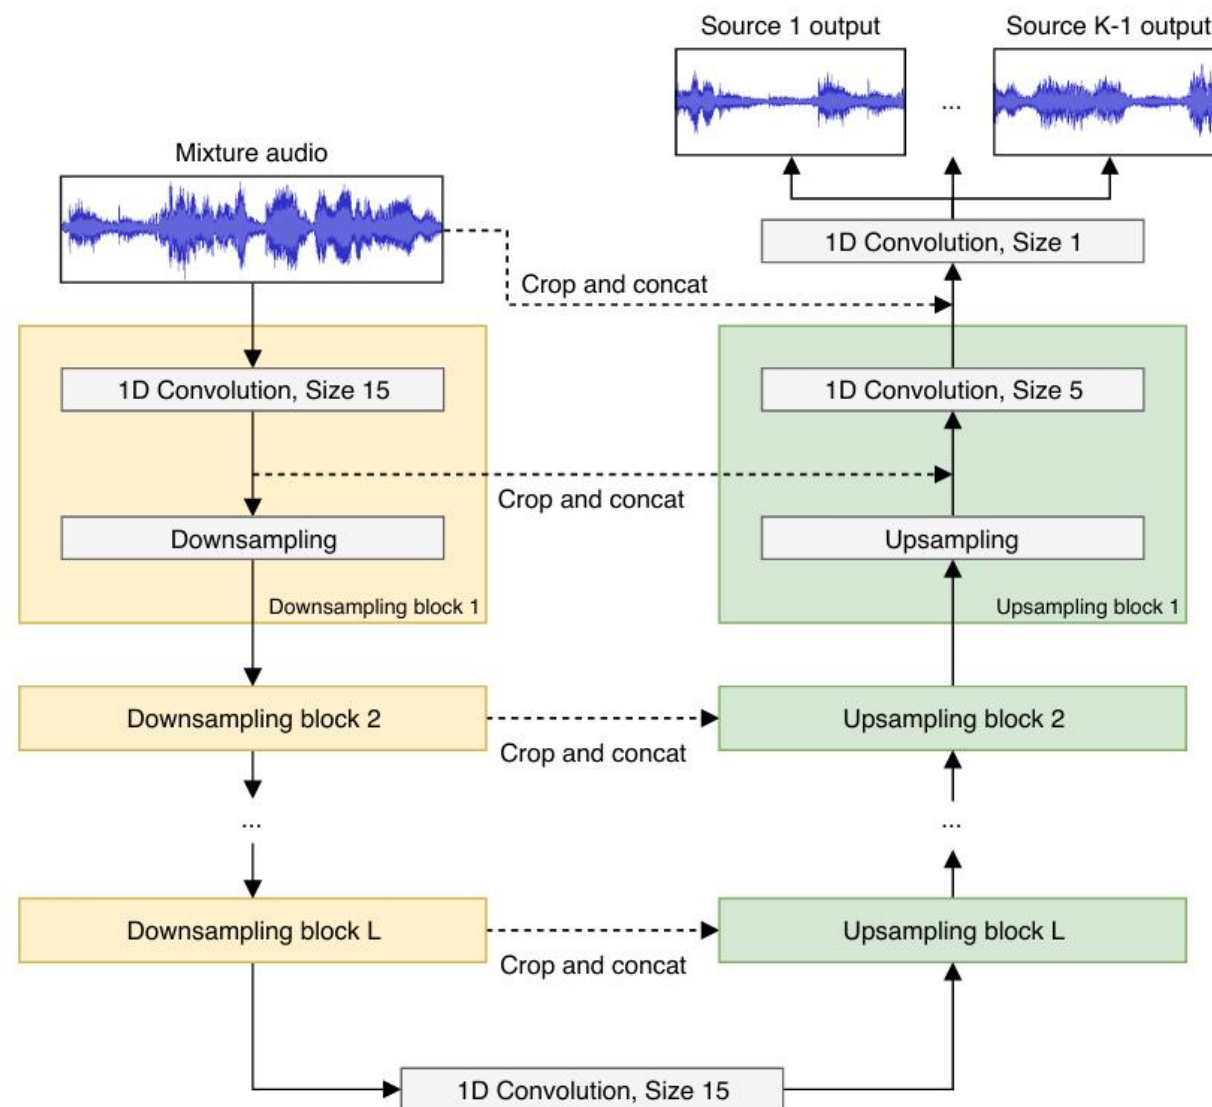 Source 1 output
Source K-1 output
...
Mixture audio
1D Convolution, Size 1
Crop and concat
1D Convolution, Size 15
1D Convolution, Size 5
Crop and concat
Downsampling
Upsampling
Downsampling block 1
Upsampling block 1
Downsampling block 2
Upsampling block 2
Crop and concat
...
...
Downsampling block L
Upsampling block L
Crop and concat
1D Convolution, Size 15